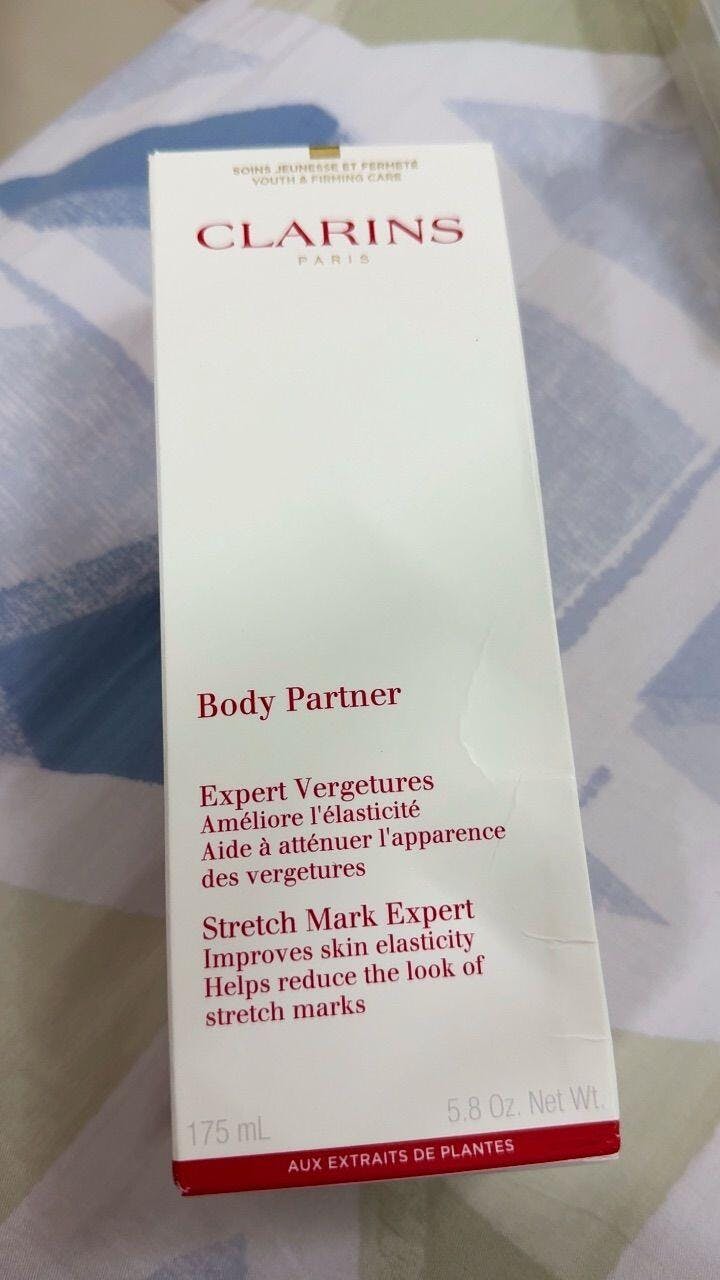 SOINS JEUNESSE ET FERMETÉ
YOUTH & FIRMING CARE
CLARINS
PARIS
Body Partner
Expert Vergetures
Améliore l'élasticité
Aide à atténuer l'apparence
des vergetures
Stretch Mark Expert
Improves skin elasticity
Helps reduce the look of
stretch marks
175 mL
5.8 Oz. Net Wt.
AUX EXTRAITS DE PLANTES